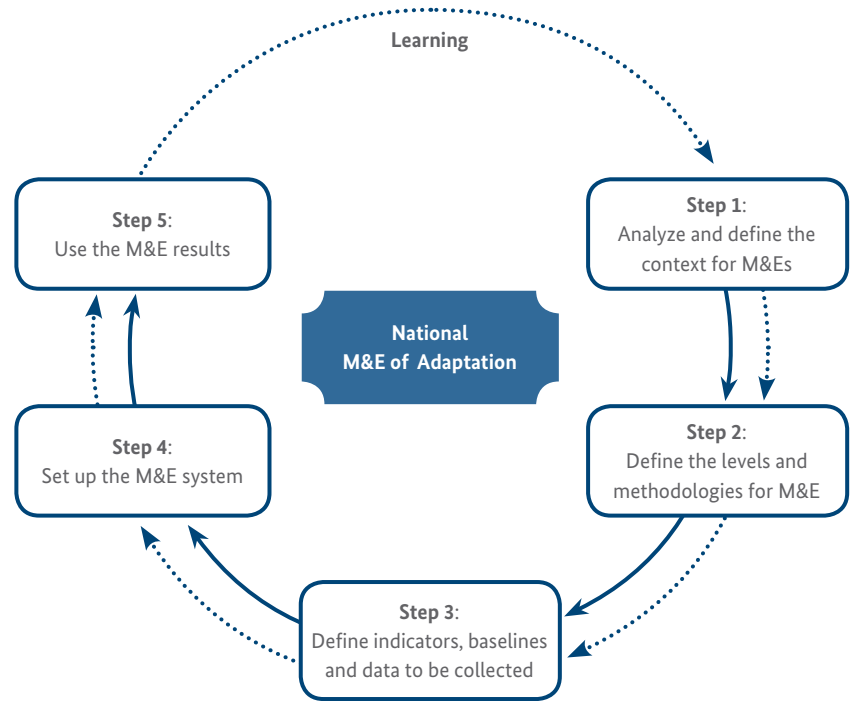 Learning
Step 5:
Use the M&E results
Step 1:
Analyze and define the
context for M&Es
National
M&E of Adaptation
Step 4:
Set up the M&E system
Step 2:
Define the levels and
methodologies for M&E
Step 3:
Define indicators, baselines
and data to be collected